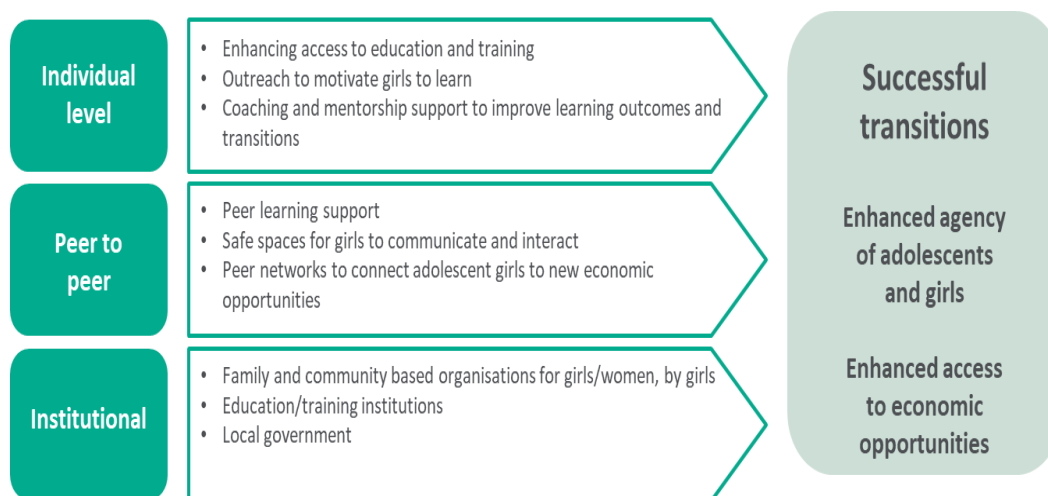 Individual
level
• Enhancing access to education and training
• Outreach to motivate girls to learn
• Coaching and mentorship support to improve learning outcomes and
transitions
Peer to
peer
• Peer learning support
• Safe spaces for girls to communicate and interact
• Peer networks to connect adolescent girls to new economic
opportunities
Institutional
• Family and community based organisations for girls/women, by girls
• Education/training institutions
• Local government
Successful
transitions
Enhanced agency
of adolescents
and girls
Enhanced access
to economic
opportunities